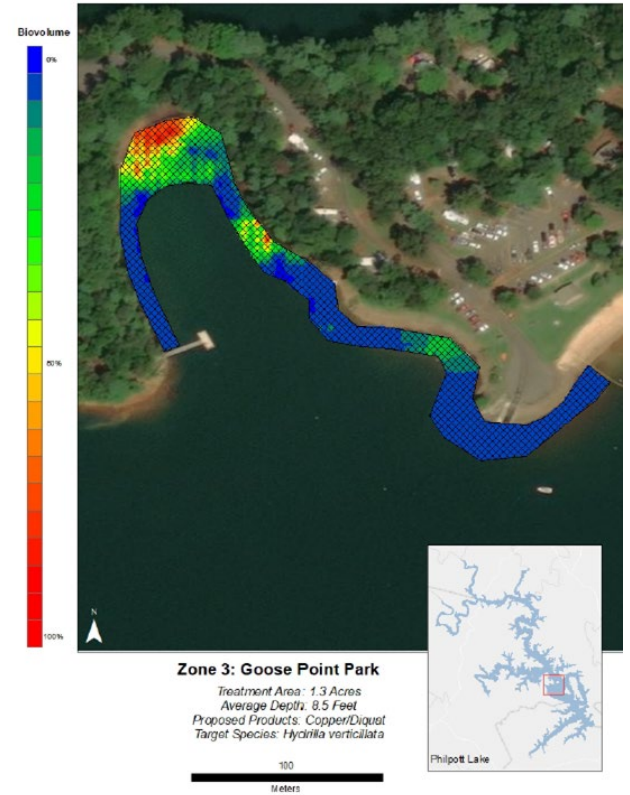 Biovolume
0%
50%
100%
N
Zone 3: Goose Point Park
Treatment Area: 1.3 Acres
Average Depth: 8.5 Feet
Proposed Products: Copper/Diquat
Target Species: Hydrilla verticillata
100
Meters
Philpott Lake